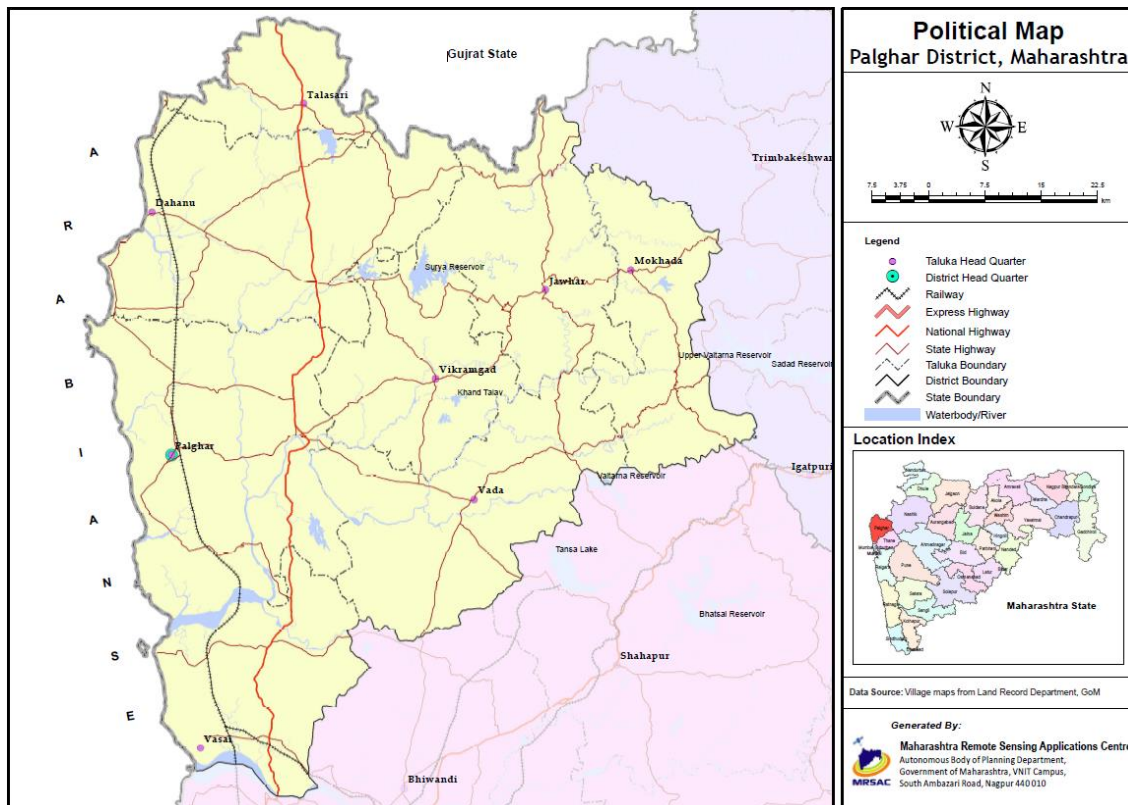 Gujrat State
Talasari
Trimbakeshwar
Dahanu
Surya Reservoir
Mokhada
Jawhar
Upper Vaitarna Reservoir
Sadad Reservoir
Vikramgad
Khand Talav
Palghar
Igatpuri
Vaitarna Reservoir
Vada
Tansa Lake
Bhatsal Reservoir
Shahapur
Vasai
Bhiwandi
A R A B I A N S E
Political Map
Palghar District, Maharashtra
N
W E
S
7.5 3.75 0 7.5 15 22.5
km
Legend
Taluka Head Quarter
District Head Quarter
Railway
Express Highway
National Highway
State Highway
Taluka Boundary
District Boundary
State Boundary
Waterbody/River
Location Index
Palghar
Maharashtra State
Data Source: Village maps from Land Record Department, GoM
Generated By:
MRSAC
Maharashtra Remote Sensing Applications Centre
Autonomous Body of Planning Department,
Government of Maharashtra, VNIT Campus,
South Ambazari Road, Nagpur 440 010